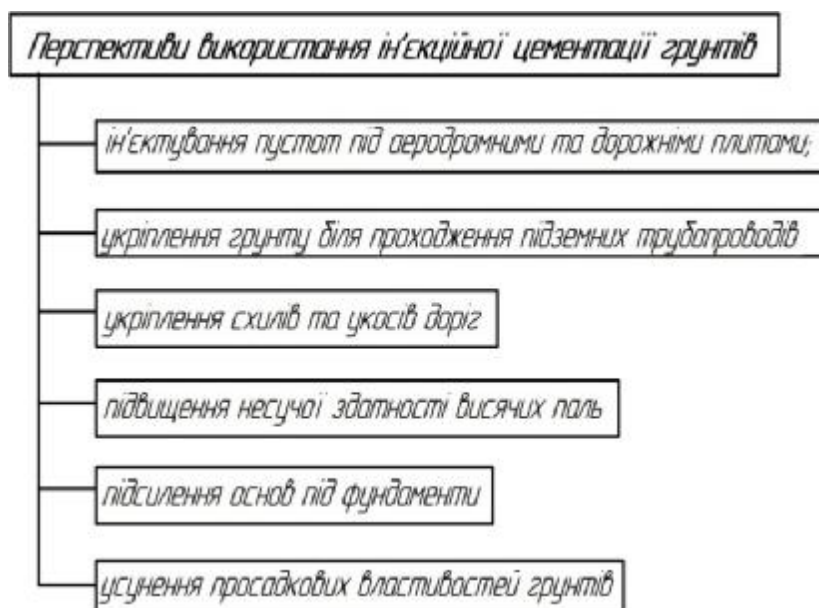 Перспективи використання ін'єкційної цементації грунтів
ін'єктування пустот під аеродромними та дорожніми плитами;
укріплення грунту біля проходження підземних трубопроводів
укріплення схилів та укосів доріг
підвищення несучої здатності висячих паль
підсилення основ під фундаменти
усунення просадкових властивостей грунтів